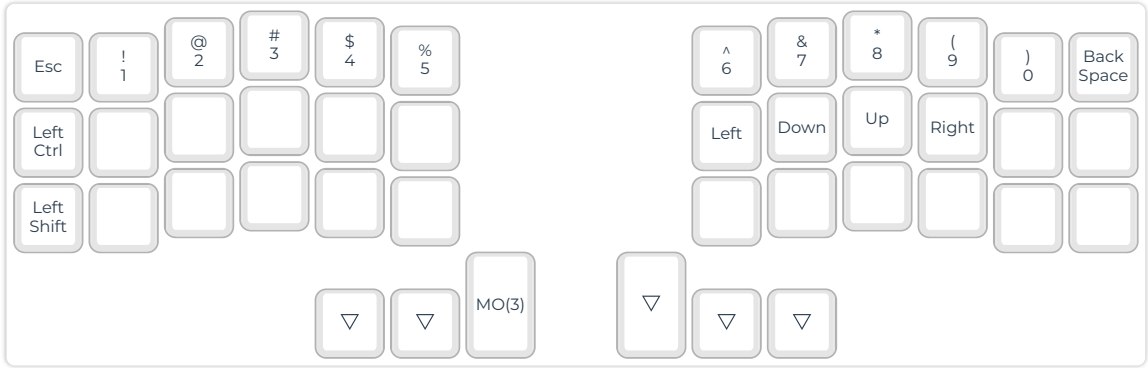 Esc
!
1
@
2
#
3
$
4
%
5
^
6
&
7
*
8
(
9
)
0
Back
Space
Left
Ctrl
Left
Down
Up
Right
Left
Shift
MO(3)
▽
▽
▽
▽
▽